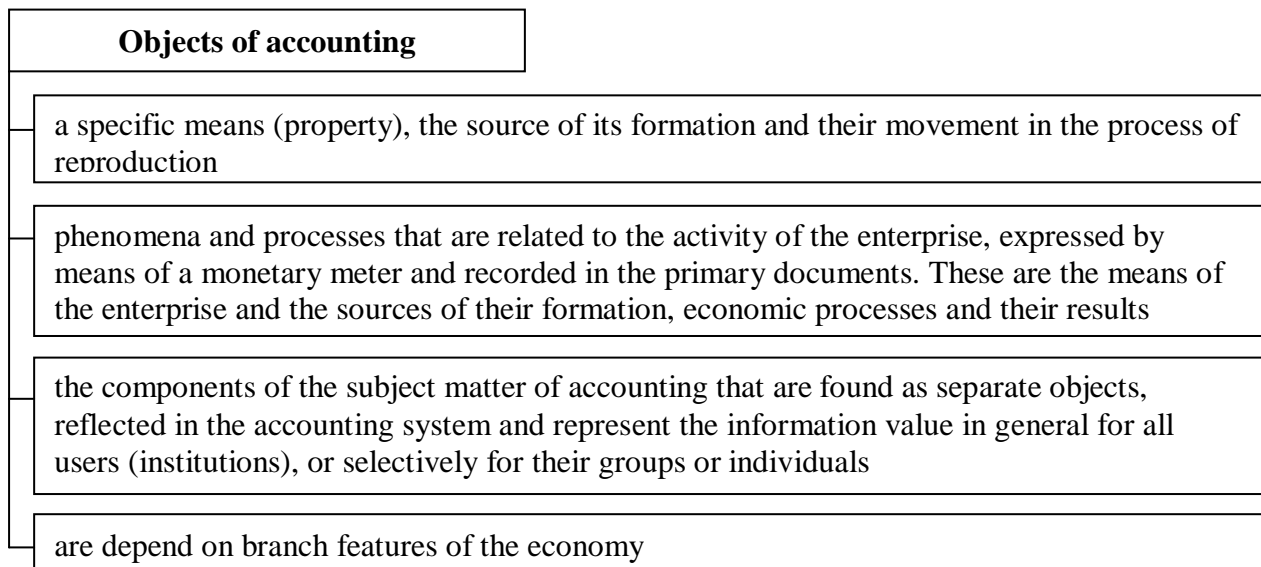 Objects of accounting
a specific means (property), the source of its formation and their movement in the process of
reproduction
phenomena and processes that are related to the activity of the enterprise, expressed by
means of a monetary meter and recorded in the primary documents. These are the means of
the enterprise and the sources of their formation, economic processes and their results
the components of the subject matter of accounting that are found as separate objects,
reflected in the accounting system and represent the information value in general for all
users (institutions), or selectively for their groups or individuals
are depend on branch features of the economy